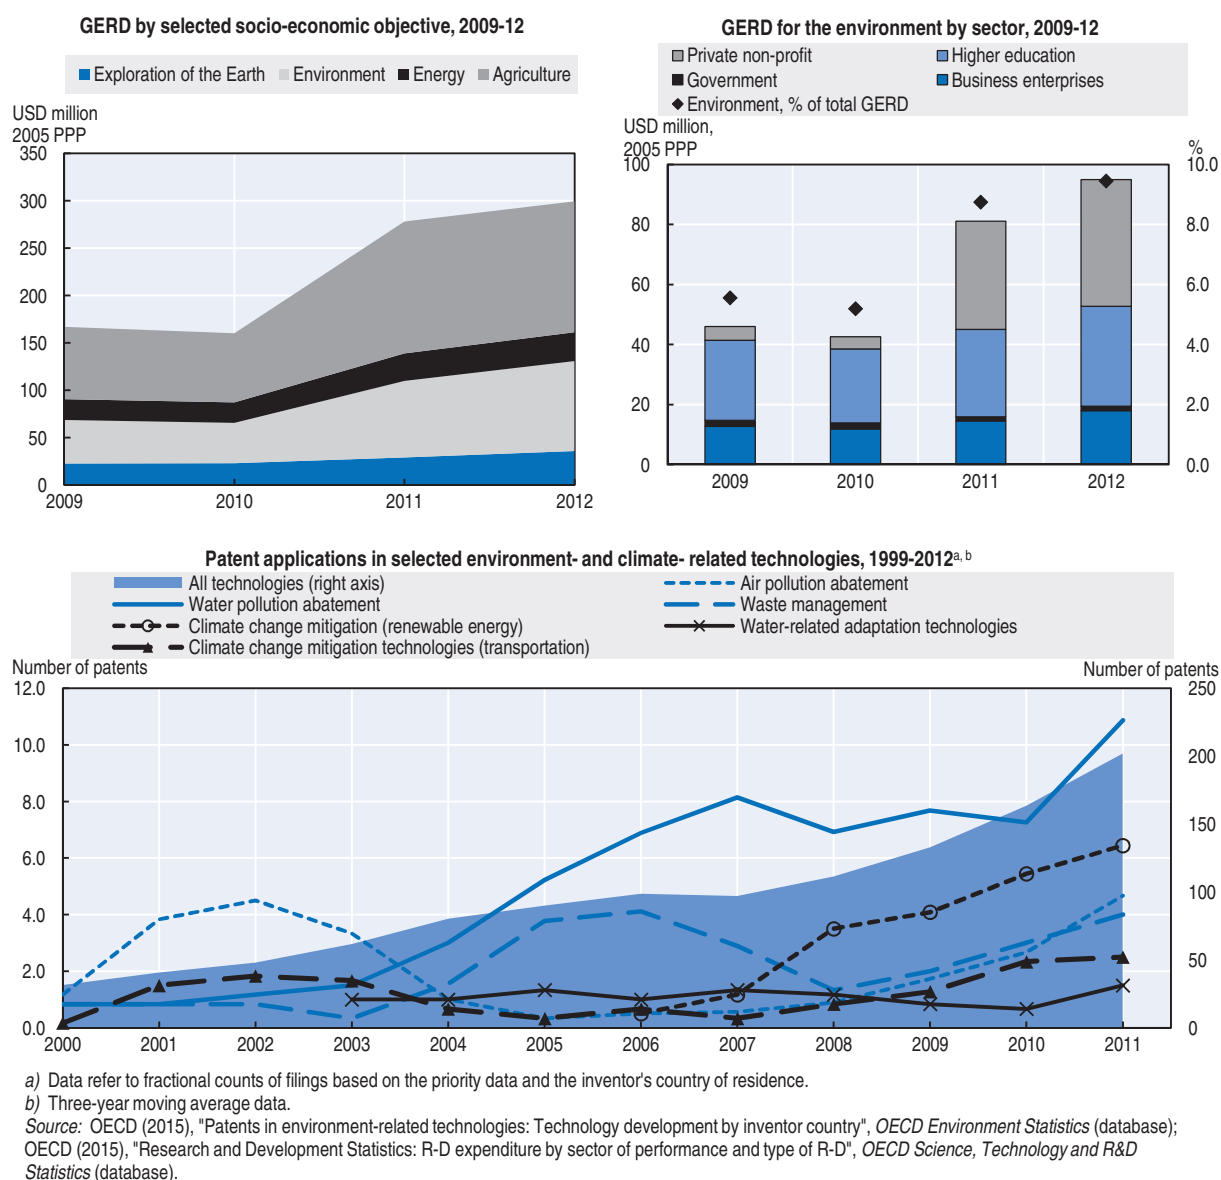 GERD by selected socio-economic objective, 2009-12
Exploration of the Earth Environment Energy Agriculture
USD million
2005 PPP
350
300
250
200
150
100
50
0
2009 2010 2011 2012
GERD for the environment by sector, 2009-12
Private non-profit Higher education
Government Business enterprises
Environment, % of total GERD
USD million,
2005 PPP
%
100 10.0
80 8.0
60 6.0
40 4.0
20 2.0
0 0.0
2009 2010 2011 2012
Patent applications in selected environment- and climate- related technologies, 1999-2012a, b
All technologies (right axis) Air pollution abatement
Water pollution abatement Waste management
Climate change mitigation (renewable energy) Water-related adaptation technologies
Climate change mitigation technologies (transportation)
Number of patents Number of patents
12.0 250
10.0 200
8.0 150
6.0 100
4.0 50
2.0 0
0.0
2000 2001 2002 2003 2004 2005 2006 2007 2008 2009 2010 2011
a) Data refer to fractional counts of filings based on the priority data and the inventor's country of residence.
b) Three-year moving average data.
Source: OECD (2015), "Patents in environment-related technologies: Technology development by inventor country", OECD Environment Statistics (database);
OECD (2015), "Research and Development Statistics: R-D expenditure by sector of performance and type of R-D", OECD Science, Technology and R&D
Statistics (database).